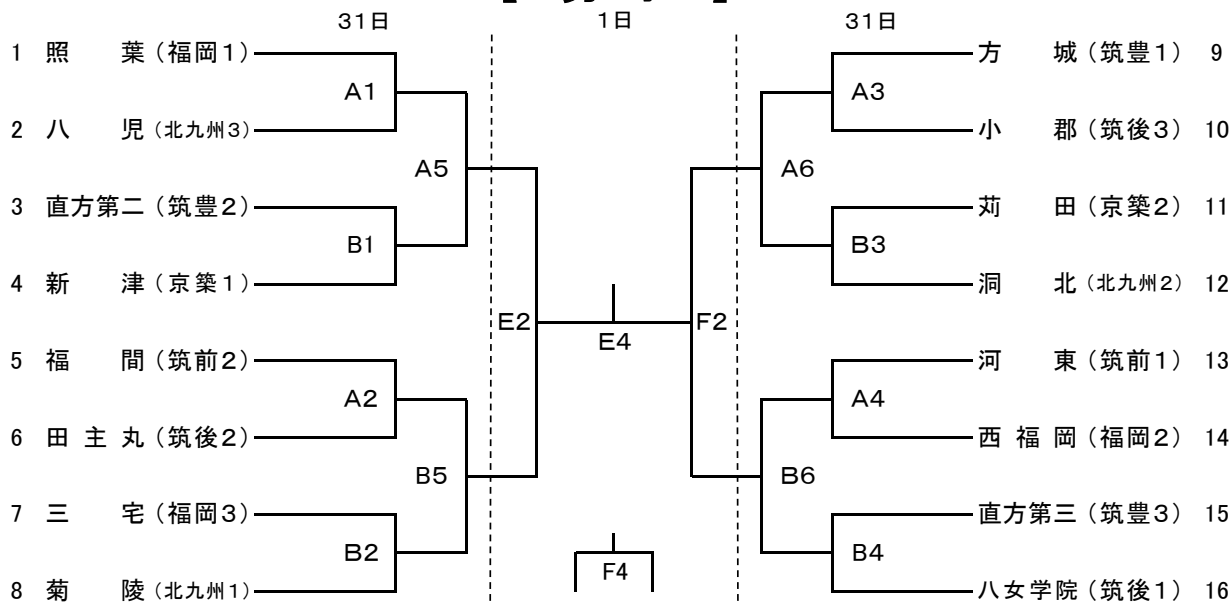 31日 1日 31日
1 照 葉 (福岡1) 方 城 (筑豊1) 9
A1 A3
2 八 児 (北九州3) 小 郡 (筑後3) 10
A5 A6
3 直方第二 (筑豊2) 苅 田 (京築2) 11
B1 B3
4 新 津 (京築1) 洞 北 (北九州2) 12
E2 F2
E4
5 福 間 (筑前2) 河 東 (筑前1) 13
A2 A4
6 田 主 丸 (筑後2) 西 福 岡 (福岡2) 14
B5 B6
7 三 宅 (福岡3) 直方第三 (筑豊3) 15
B2 B4
F4
8 菊 陵 (北九州1) 八女学院 (筑後1) 16